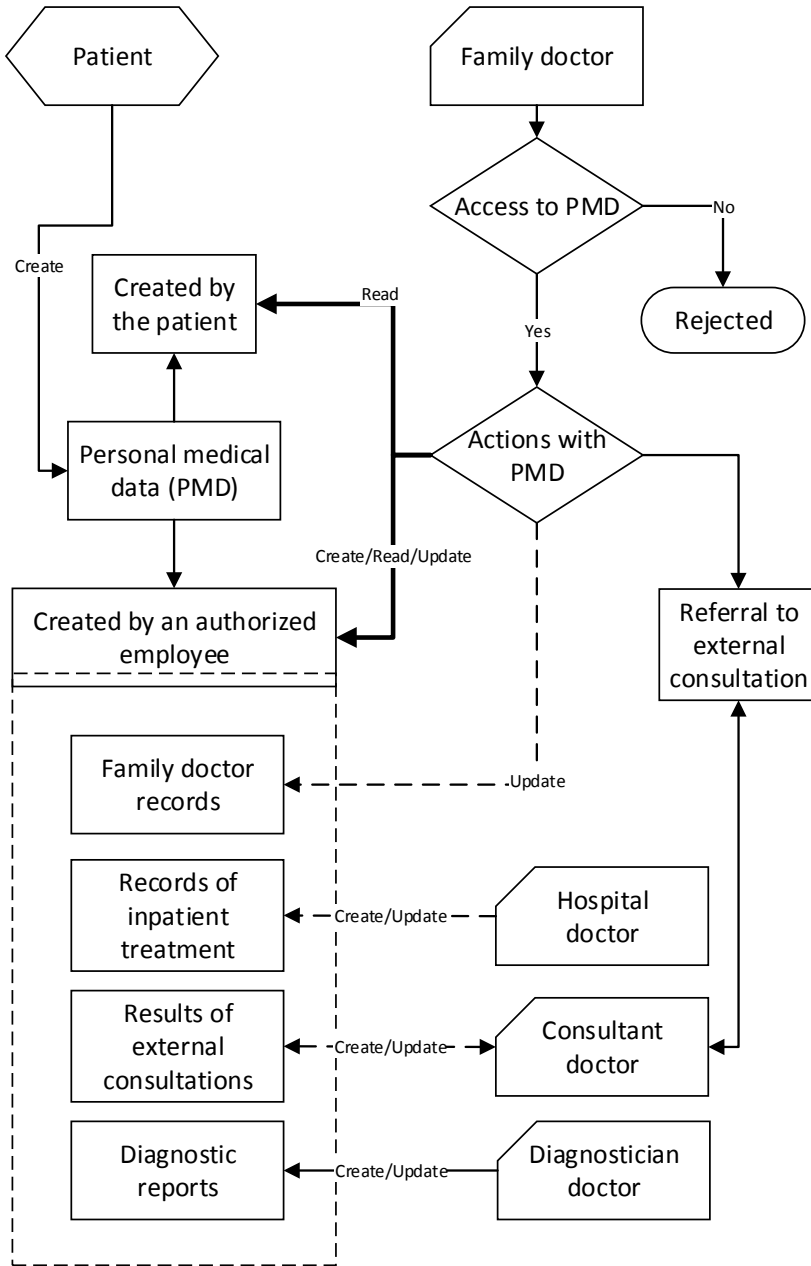 Patient
Family doctor
Access to PMD
No
Create
Created by
the patient
Read
Rejected
Yes
Personal medical
data (PMD)
Actions with
PMD
Create/Read/Update
Created by an authorized
employee
Referral to
external
consultation
Family doctor
records
Update
Records of
inpatient
treatment
Create/Update
Hospital
doctor
Results of
external
consultations
Create/Update
Consultant
doctor
Diagnostic
reports
Create/Update
Diagnostician
doctor